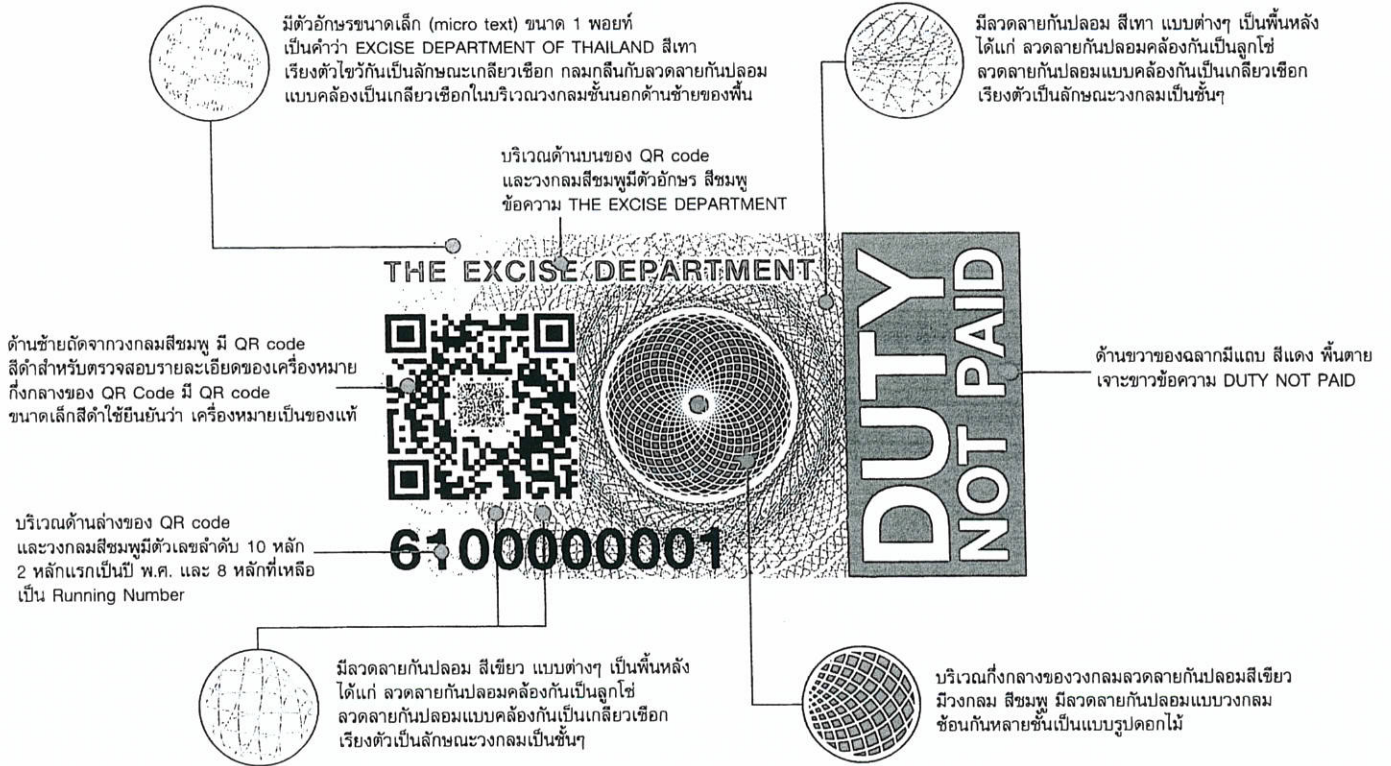 มีตัวอักษรขนาดเล็ก (micro text) ขนาด 1 พอยท์
เป็นคำว่า EXCISE DEPARTMENT OF THAILAND สีเทา
เรียงตัวไขว้กันเป็นลักษณะเกลียวเชือก กลมกลืนกับลวดลายกันปลอม
แบบคล้องเป็นเกลียวเชือกในบริเวณวงกลมชั้นนอกด้านซ้ายของพื้น
มีลวดลายกันปลอม สีเทา แบบต่างๆ เป็นพื้นหลัง
ได้แก่ ลวดลายกันปลอมคล้องกันเป็นลูกโซ่
ลวดลายกันปลอมแบบคล้องกันเป็นเกลียวเชือก
เรียงตัวเป็นลักษณะวงกลมเป็นชั้นๆ
บริเวณด้านบนของ QR code
และวงกลมสีชมพูมีตัวอักษร สีชมพู
ข้อความ THE EXCISE DEPARTMENT
THE EXCISE DEPARTMENT
DUTY
NOT PAID
ด้านซ้ายถัดจากวงกลมสีชมพู มี QR code
สีดำสำหรับตรวจสอบรายละเอียดของเครื่องหมาย
กึ่งกลางของ QR Code มี QR code
ขนาดเล็กสีดำใช้ยืนยันว่า เครื่องหมายเป็นของแท้
ด้านขวาของฉลากมีแถบ สีแดง พื้นตาย
เจาะขาวข้อความ DUTY NOT PAID
บริเวณด้านล่างของ QR code
และวงกลมสีชมพูมีตัวเลขลำดับ 10 หลัก
2 หลักแรกเป็นปี พ.ศ. และ 8 หลักที่เหลือ
เป็น Running Number
6100000001
มีลวดลายกันปลอม สีเขียว แบบต่างๆ เป็นพื้นหลัง
ได้แก่ ลวดลายกันปลอมคล้องกันเป็นลูกโซ่
ลวดลายกันปลอมแบบคล้องกันเป็นเกลียวเชือก
เรียงตัวเป็นลักษณะวงกลมเป็นชั้นๆ
บริเวณกึ่งกลางของวงกลมลวดลายกันปลอมสีเขียว
มีวงกลม สีชมพู มีลวดลายกันปลอมแบบวงกลม
ซ้อนกันหลายชั้นเป็นแบบรูปดอกไม้